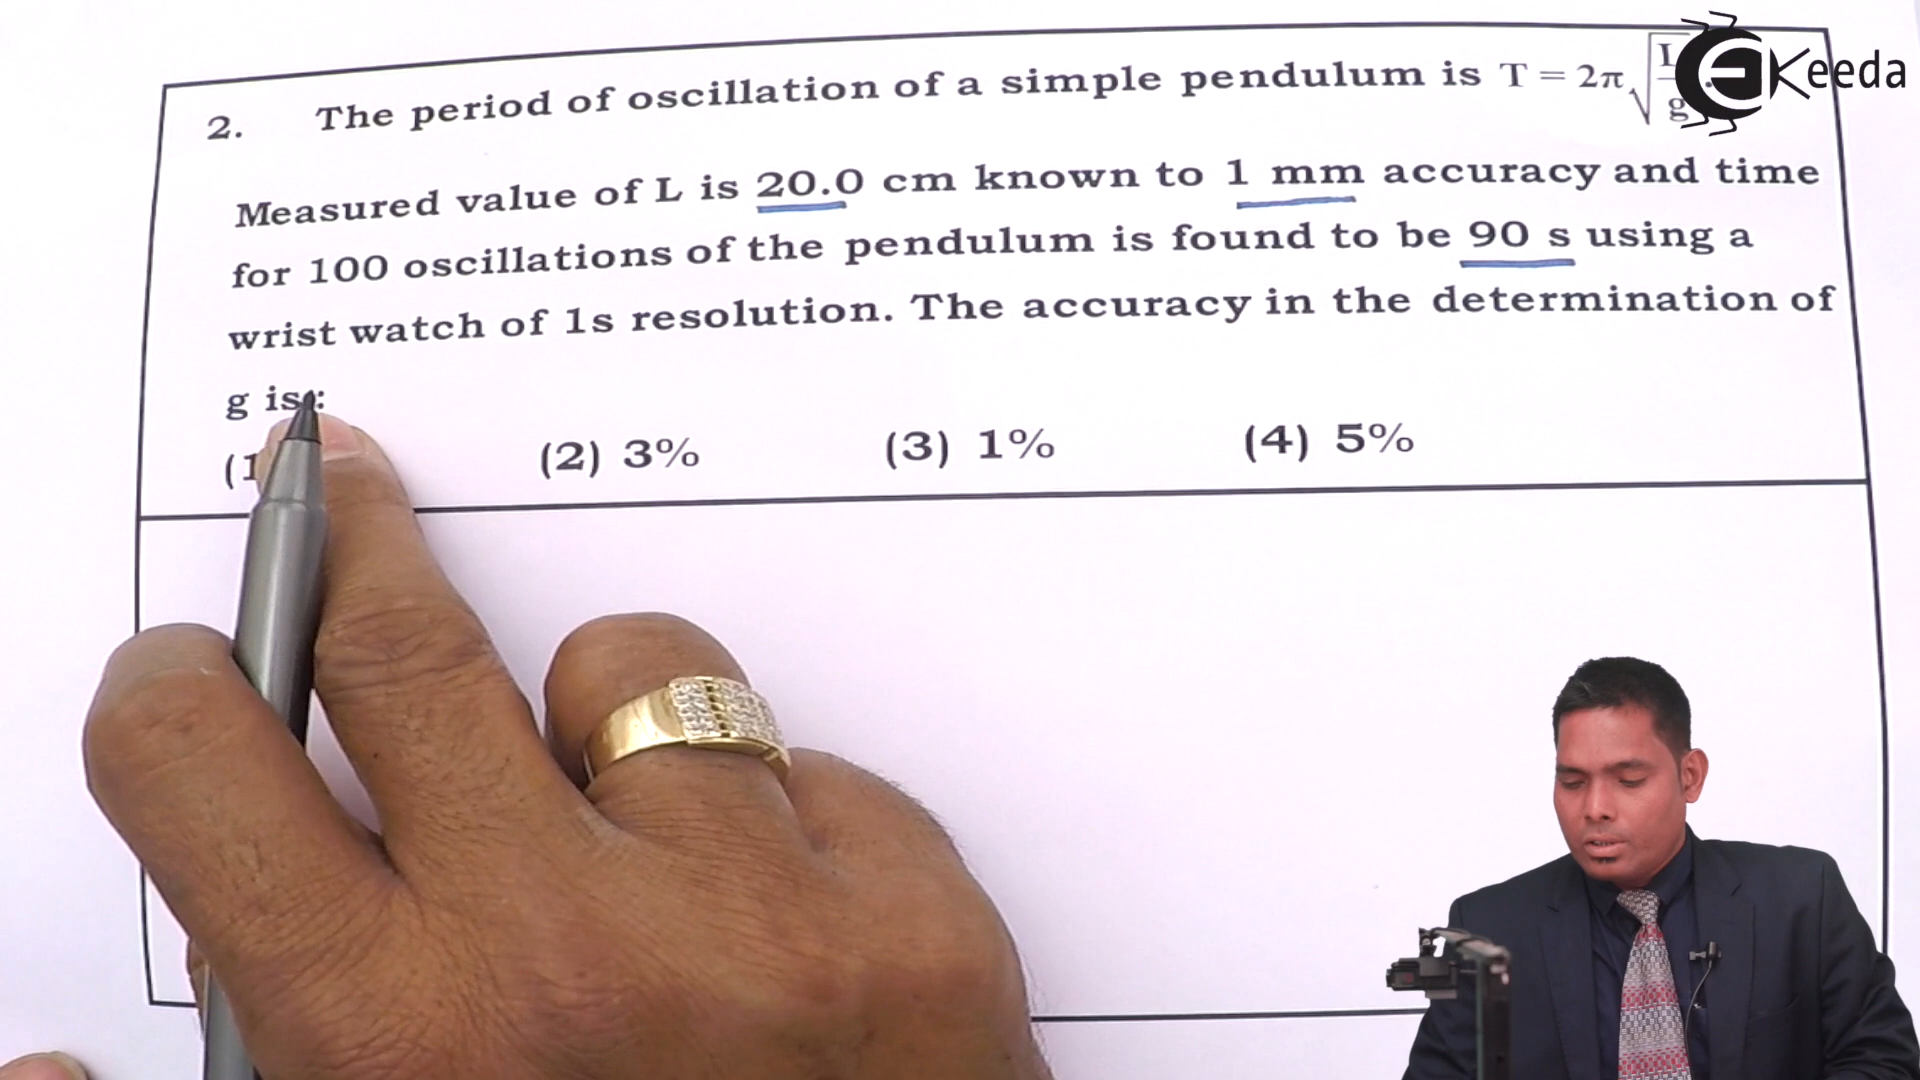 eKeeda
2. The period of oscillation of a simple pendulum is T = 2π√(L/g)
Measured value of L is 20.0 cm known to 1 mm accuracy and time
for 100 oscillations of the pendulum is found to be 90 s using a
wrist watch of 1s resolution. The accuracy in the determination of
g is :
(1 (2) 3% (3) 1% (4) 5%